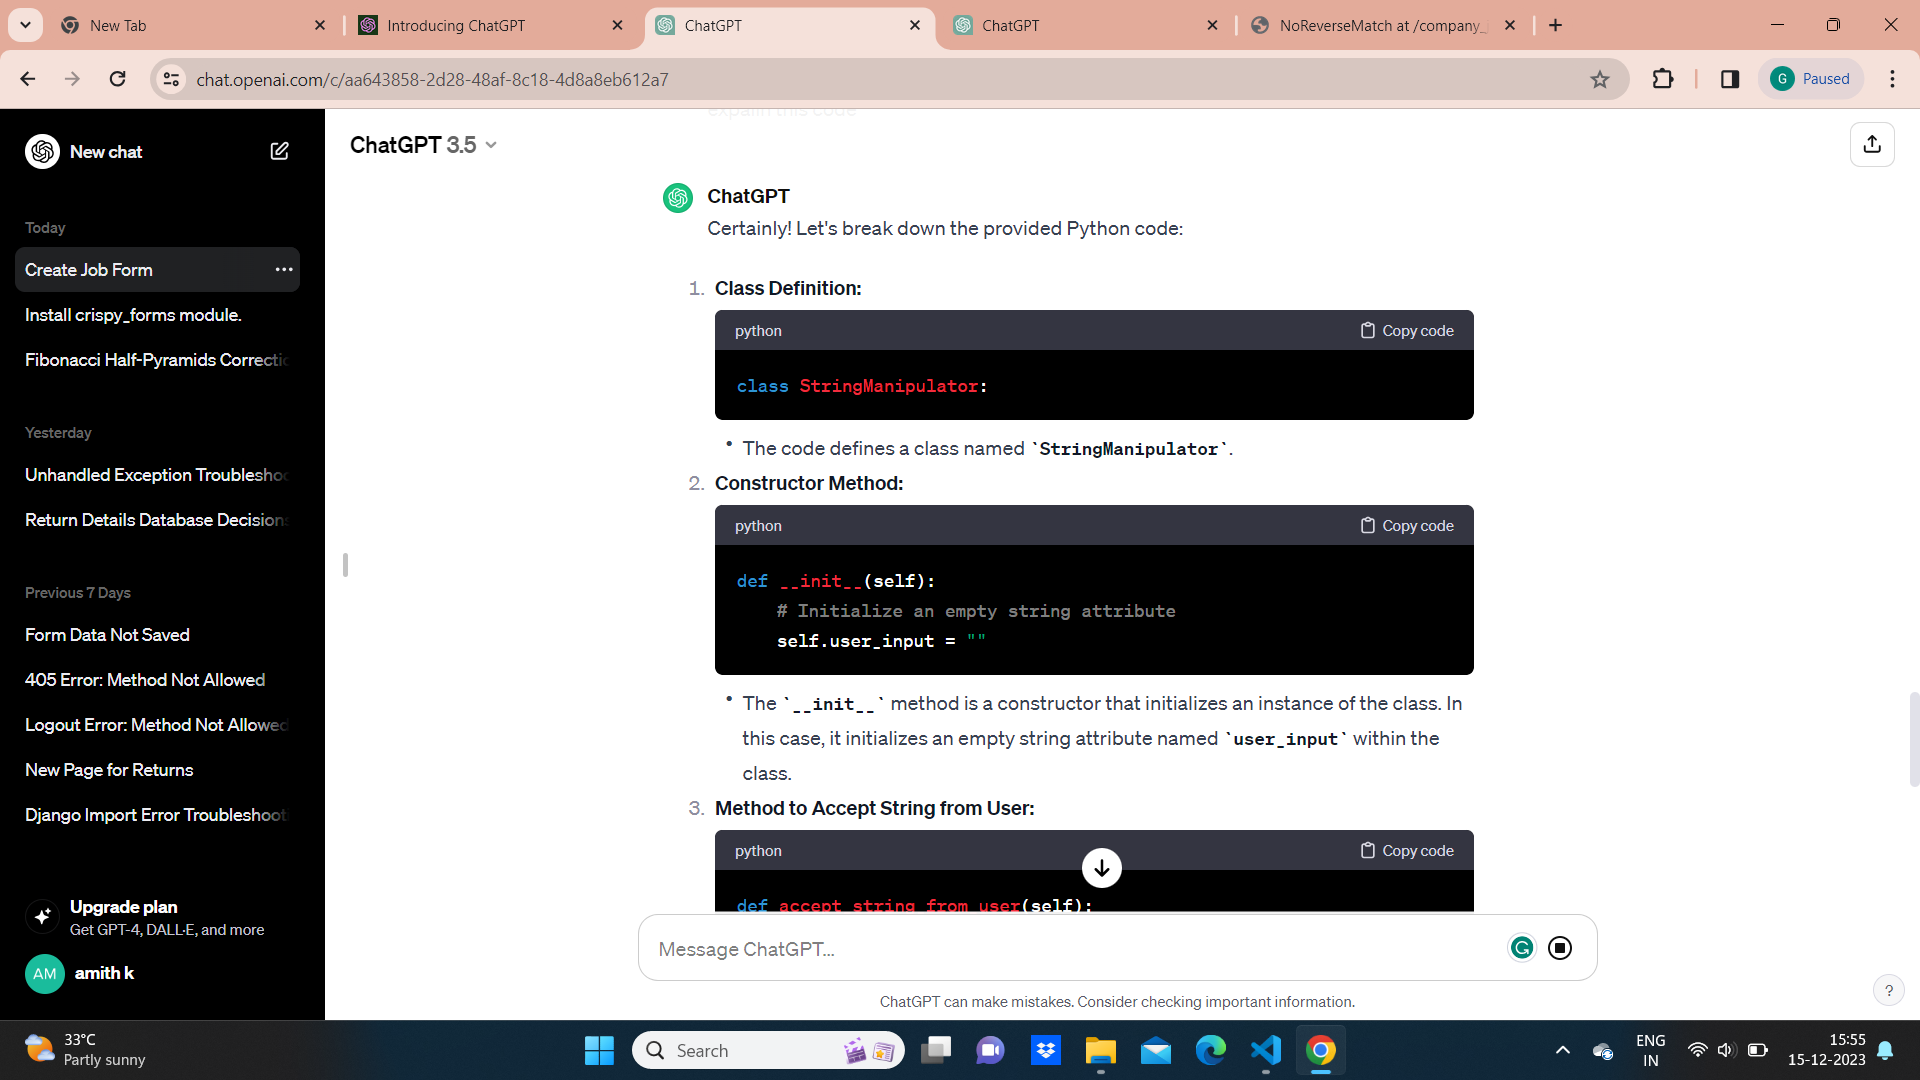 New Tab
Introducing ChatGPT
ChatGPT
ChatGPT
NoReverseMatch at /company_
chat.openai.com/c/aa643858-2d28-48af-8c18-4d8a8eb612a7
G Paused
New chat
Today
Create Job Form
Install crispy_forms module.
Fibonacci Half-Pyramids Correctio
Yesterday
Unhandled Exception Troubleshoo
Return Details Database Decisions
Previous 7 Days
Form Data Not Saved
405 Error: Method Not Allowed
Logout Error: Method Not Allowed
New Page for Returns
Django Import Error Troubleshoot
Upgrade plan
Get GPT-4, DALL·E, and more
AM amith k
expalin this code
ChatGPT 3.5
ChatGPT
Certainly! Let's break down the provided Python code:
1. Class Definition:
python Copy code
class StringManipulator:
• The code defines a class named `StringManipulator`.
2. Constructor Method:
python Copy code
def __init__(self):
# Initialize an empty string attribute
self.user_input = ""
• The `__init__` method is a constructor that initializes an instance of the class. In
this case, it initializes an empty string attribute named `user_input` within the
class.
3. Method to Accept String from User:
python Copy code
def accept_string_from_user(self):
Message ChatGPT...
ChatGPT can make mistakes. Consider checking important information.
?
33°C
Partly sunny
Search
ENG
IN
15:55
15-12-2023